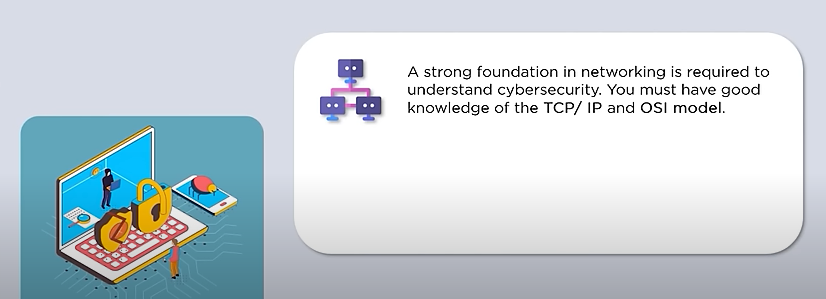 A strong foundation in networking is required to
understand cybersecurity. You must have good
knowledge of the TCP/ IP and OSI model.